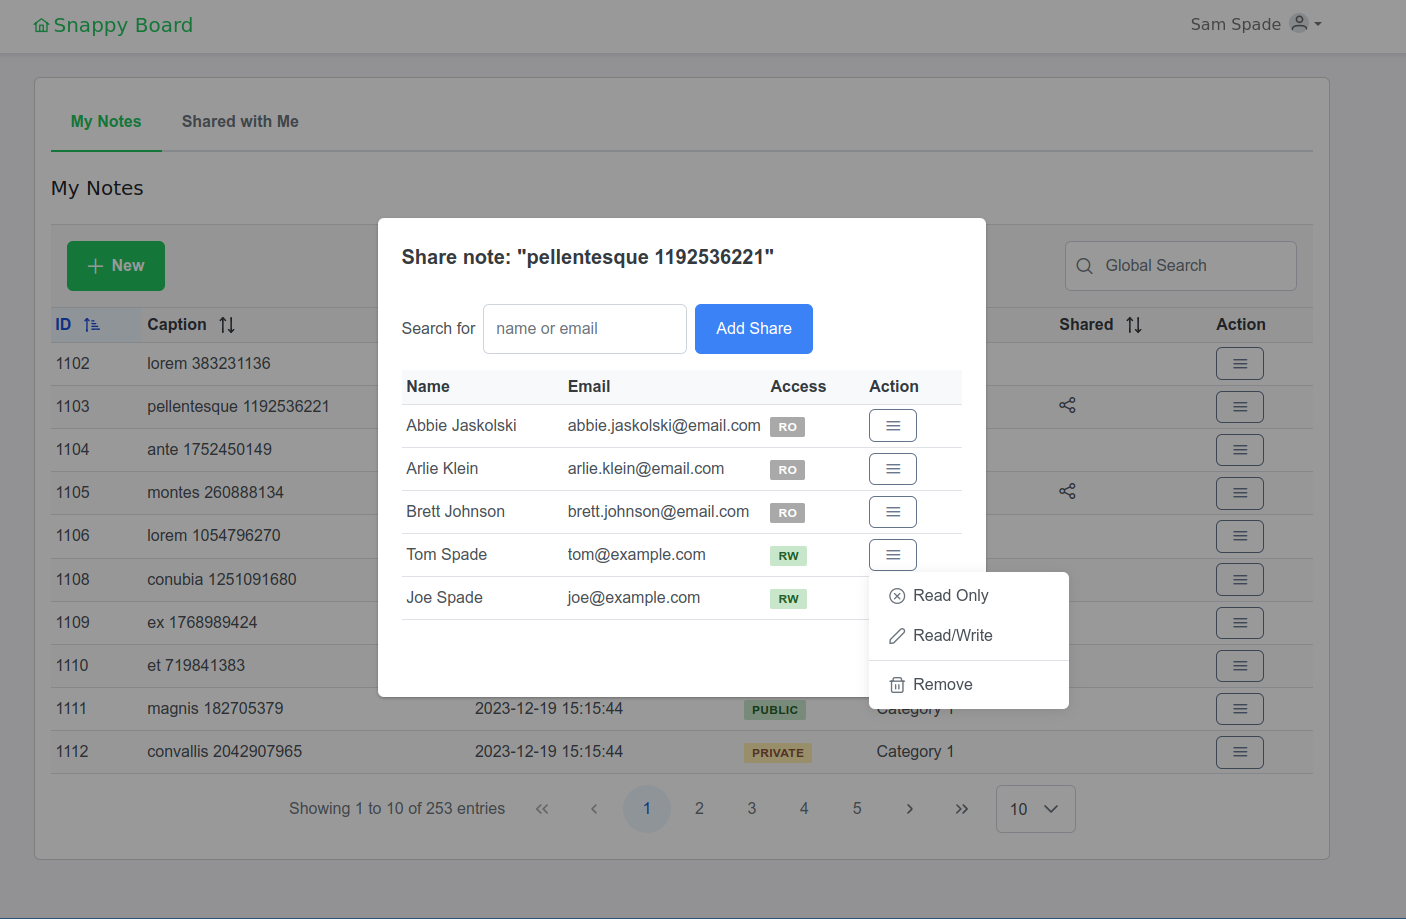 Snappy Board
Sam Spade
My Notes Shared with Me
My Notes
New
Global Search
ID Caption Shared Action
1102 lorem 383231136
1103 pellentesque 1192536221
1104 ante 1752450149
1105 montes 260888134
1106 lorem 1054796270
1108 conubia 1251091680
1109 ex 1768989424
1110 et 719841383
1111 magnis 182705379 2023-12-19 15:15:44 PUBLIC Category 1
1112 convallis 2042907965 2023-12-19 15:15:44 PRIVATE Category 1
Showing 1 to 10 of 253 entries « ‹ 1 2 3 4 5 › » 10
Share note: "pellentesque 1192536221"
Search for name or email Add Share
Name Email Access Action
Abbie Jaskolski abbie.jaskolski@email.com RO
Arlie Klein arlie.klein@email.com RO
Brett Johnson brett.johnson@email.com RO
Tom Spade tom@example.com RW
Joe Spade joe@example.com RW
Read Only
Read/Write
Remove